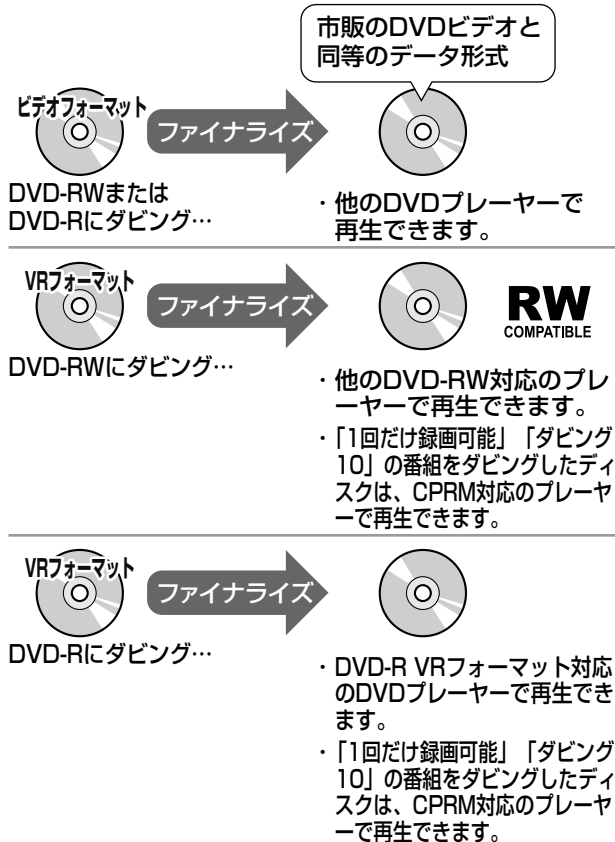 市販のDVDビデオと
同等のデータ形式
ビデオフォーマット
ファイナライズ
DVD-RWまたは
DVD-Rにダビング…
・他のDVDプレーヤーで
再生できます。
VRフォーマット
ファイナライズ
RW
COMPATIBLE
DVD-RWにダビング…
・他のDVD-RW対応のプレ
ーヤーで再生できます。
・「1回だけ録画可能」「ダビング
10」の番組をダビングしたディ
スクは、CPRM対応のプレーヤ
ーで再生できます。
VRフォーマット
ファイナライズ
DVD-Rにダビング…
・DVD-R VRフォーマット対応
のDVDプレーヤーで再生でき
ます。
・「1回だけ録画可能」「ダビング
10」の番組をダビングしたディ
スクは、CPRM対応のプレーヤ
ーで再生できます。